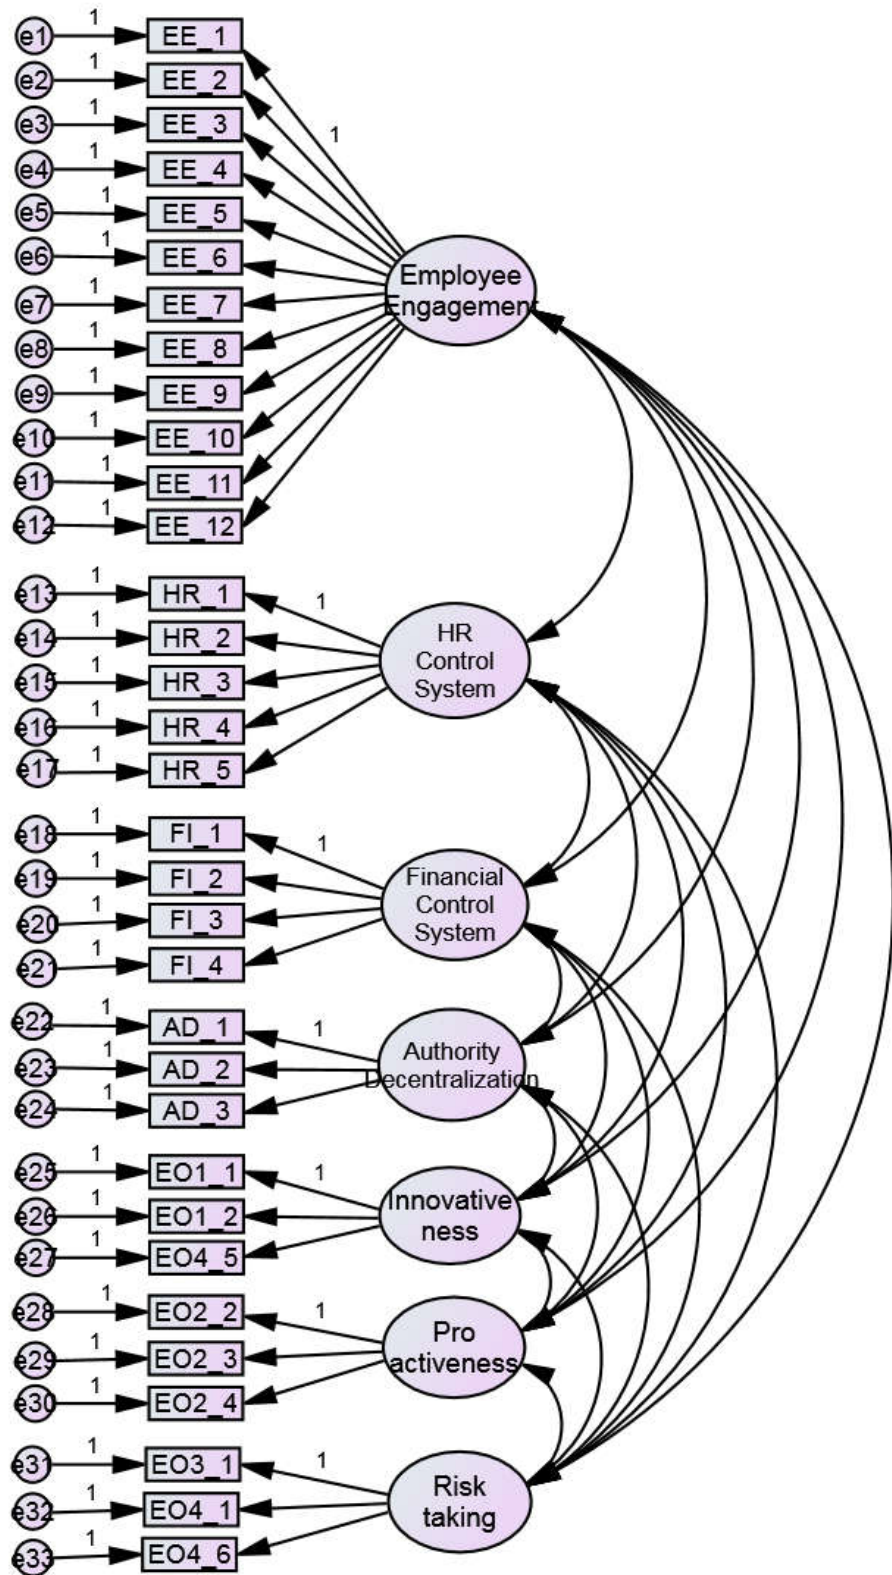 e1 1 EE_1
e2 1 EE_2
e3 1 EE_3
1
e4 1 EE_4
e5 1 EE_5
e6 1 EE_6
e7 1 EE_7
e8 1 EE_8
e9 1 EE_9
e10 1 EE_10
e11 1 EE_11
e12 1 EE_12
Employee
Engagement
e13 1 HR_1
1
e14 1 HR_2
e15 1 HR_3
e16 1 HR_4
e17 1 HR_5
HR
Control
System
e18 1 FI_1
1
e19 1 FI_2
e20 1 FI_3
e21 1 FI_4
Financial
Control
System
e22 1 AD_1
1
e23 1 AD_2
e24 1 AD_3
Authority
Decentralization
e25 1 EO1_1
1
e26 1 EO1_2
e27 1 EO4_5
Innovative
ness
e28 1 EO2_2
1
e29 1 EO2_3
e30 1 EO2_4
Pro
activeness
e31 1 EO3_1
1
e32 1 EO4_1
e33 1 EO4_6
Risk
taking